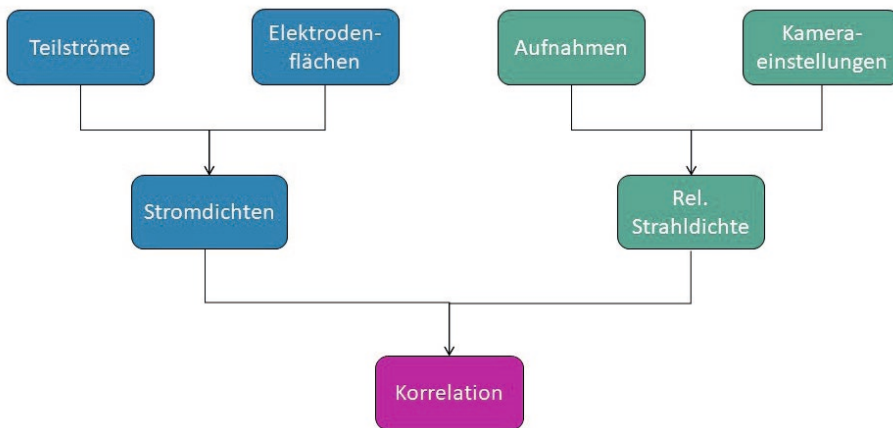 Teilströme
Elektroden-
flächen
Aufnahmen
Kamera-
einstellungen
Stromdichten
Rel.
Strahldichte
Korrelation